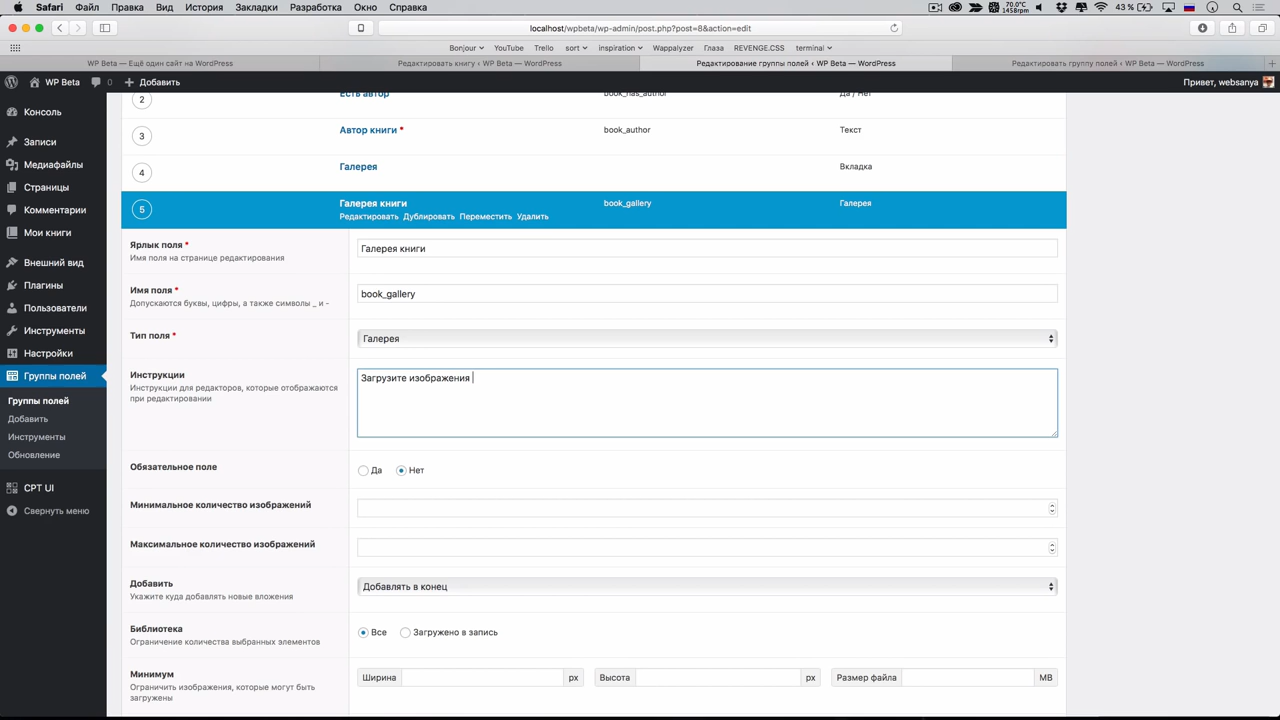 Safari Файл Правка Вид История Закладки Разработка Окно Справка
70.0°C
1458rpm
43 %
localhost/wpbeta/wp-admin/post.php?post=8&action=edit
Bonjour YouTube Trello sort inspiration Wappalyzer Глаза REVENGE.CSS terminal
WP Beta — Ещё один сайт на WordPress
Редактировать книгу ‹ WP Beta — WordPress
Редактирование группы полей ‹ WP Beta — WordPress
Редактировать группу полей ‹ WP Beta — WordPress
WP Beta 0 + Добавить
Привет, websanya
Консоль
Записи
Медиафайлы
Страницы
Комментарии
Мои книги
Внешний вид
Плагины
Пользователи
Инструменты
Настройки
Группы полей
Группы полей
Добавить
Инструменты
Обновление
CPT UI
Свернуть меню
2 Есть автор book_has_author Да / Нет
3 Автор книги * book_author Текст
4 Галерея Вкладка
5 Галерея книги book_gallery Галерея
Редактировать Дублировать Переместить Удалить
Ярлык поля *
Имя поля на странице редактирования
Галерея книги
Имя поля *
Допускаются буквы, цифры, а также символы _ и -
book_gallery
Тип поля *
Галерея
Инструкции
Инструкции для редакторов, которые отображаются
при редактировании
Загрузите изображения
Обязательное поле
Да Нет
Минимальное количество изображений
Максимальное количество изображений
Добавить
Укажите куда добавлять новые вложения
Добавлять в конец
Библиотека
Ограничение количества выбранных элементов
Все Загружено в запись
Минимум
Ограничить изображения, которые могут быть
загружены
Ширина px Высота px Размер файла MB